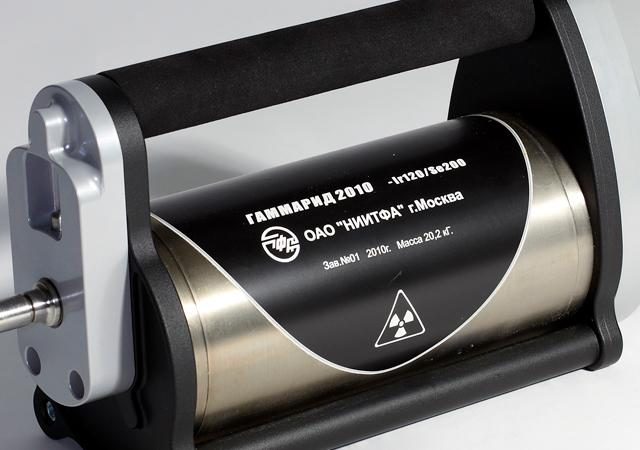 ГАММАРИД 2010 -Ir120/Se200
ОАО "НИИТФА" г.Москва
Зав.№01 2010г. Масса 20,2 кГ.